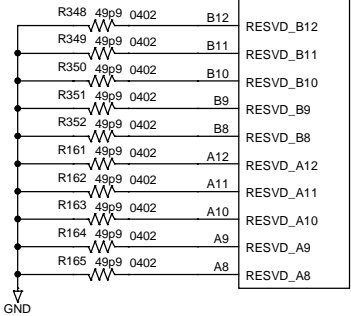 R348 49p9 0402 B12 RESVD_B12
R349 49p9 0402 B11 RESVD_B11
R350 49p9 0402 B10 RESVD_B10
R351 49p9 0402 B9 RESVD_B9
R352 49p9 0402 B8 RESVD_B8
R161 49p9 0402 A12 RESVD_A12
R162 49p9 0402 A11 RESVD_A11
R163 49p9 0402 A10 RESVD_A10
R164 49p9 0402 A9 RESVD_A9
R165 49p9 0402 A8 RESVD_A8
GND